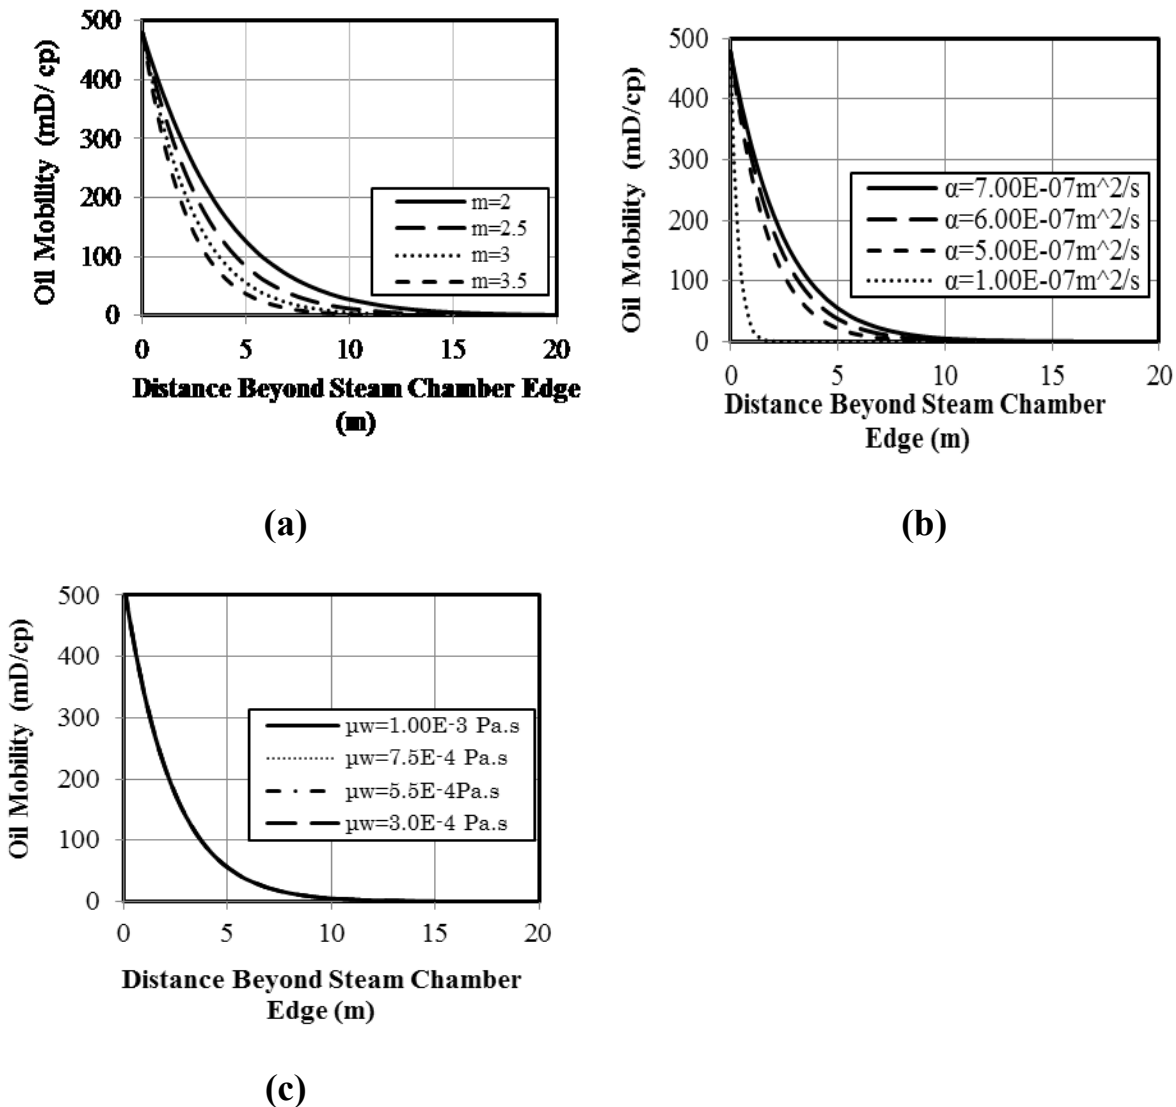 500
400
300
200
100
0
Oil Mobility (mD/ cp)
m=2
m=2.5
m=3
m=3.5
0 5 10 15 20
Distance Beyond Steam Chamber Edge
(m)
(a)
500
400
300
200
100
0
Oil Mobility (mD/cp)
α=7.00E-07m^2/s
α=6.00E-07m^2/s
α=5.00E-07m^2/s
α=1.00E-07m^2/s
0 5 10 15 20
Distance Beyond Steam Chamber
Edge (m)
(b)
500
400
300
200
100
0
Oil Mobility (mD/cp)
μw=1.00E-3 Pa.s
μw=7.5E-4 Pa.s
μw=5.5E-4Pa.s
μw=3.0E-4 Pa.s
0 5 10 15 20
Distance Beyond Steam Chamber
Edge (m)
(c)